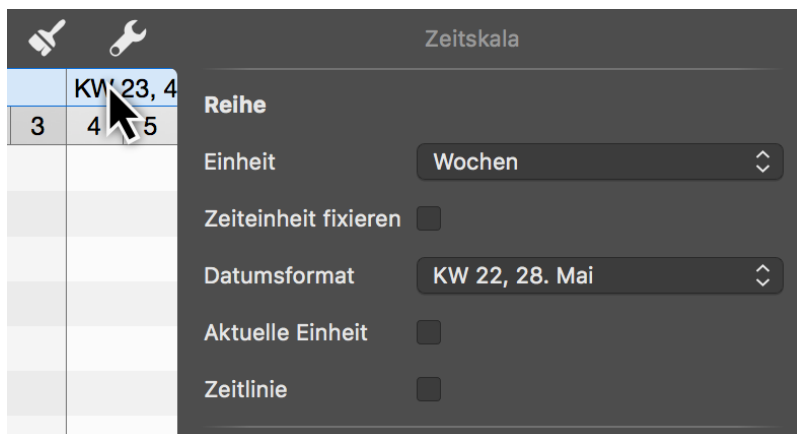 Zeitskala
KW 23, 4
3 4 5
Reihe
Einheit Wochen
Zeiteinheit fixieren
Datumsformat KW 22, 28. Mai
Aktuelle Einheit
Zeitlinie